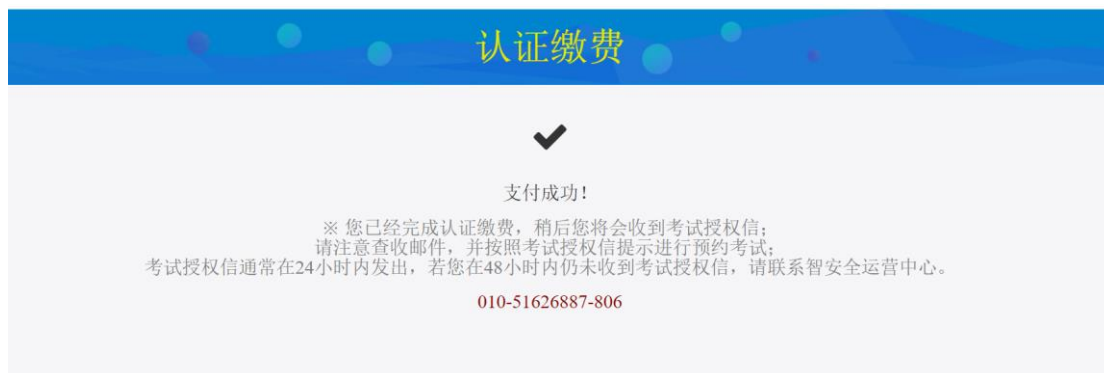 认证缴费
支付成功！
※ 您已经完成认证缴费，稍后您将会收到考试授权信；
请注意查收邮件，并按照考试授权信提示进行预约考试；
考试授权信通常在24小时内发出，若您在48小时内仍未收到考试授权信，请联系智安全运营中心。
010-51626887-806